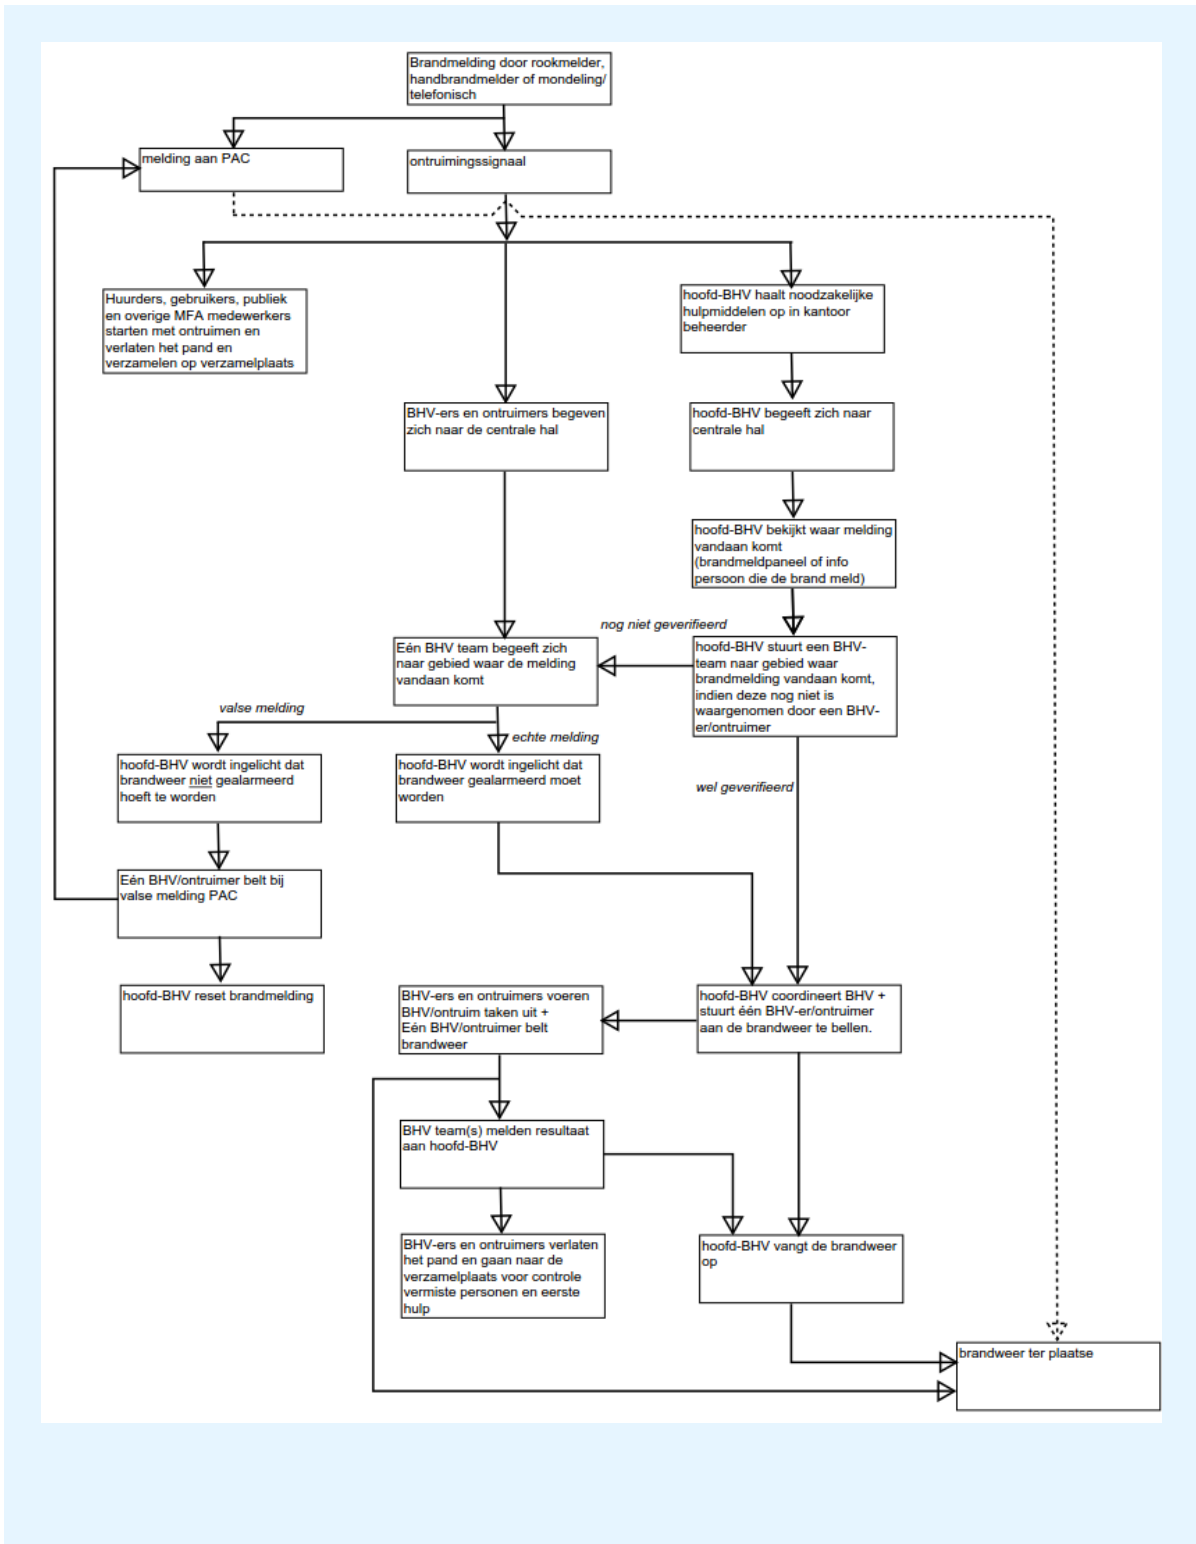 Brandmelding door rookmelder,
handbrandmelder of mondeling/
telefonisch
melding aan PAC
ontruimingssignaal
Huurders, gebruikers, publiek
en overige MFA medewerkers
starten met ontruimen en
verlaten het pand en
verzamelen op verzamelplaats
hoofd-BHV haalt noodzakelijke
hulpmiddelen op in kantoor
beheerder
BHV-ers en ontruimers begeven
zich naar de centrale hal
hoofd-BHV begeeft zich naar
centrale hal
hoofd-BHV bekijkt waar melding
vandaan komt
(brandmeldpaneel of info
persoon die de brand meld)
nog niet geverifieerd
Eén BHV team begeeft zich
naar gebied waar de melding
vandaan komt
hoofd-BHV stuurt een BHV-
team naar gebied waar
brandmelding vandaan komt,
indien deze nog niet is
waargenomen door een BHV-
er/ontruimer
valse melding
echte melding
hoofd-BHV wordt ingelicht dat
brandweer niet gealarmeerd
hoeft te worden
hoofd-BHV wordt ingelicht dat
brandweer gealarmeerd moet
worden
wel geverifieerd
Eén BHV/ontruimer belt bij
valse melding PAC
hoofd-BHV reset brandmelding
BHV-ers en ontruimers voeren
BHV/ontruim taken uit +
Eén BHV/ontruimer belt
brandweer
hoofd-BHV coordineert BHV +
stuurt één BHV-er/ontruimer
aan de brandweer te bellen.
BHV team(s) melden resultaat
aan hoofd-BHV
BHV-ers en ontruimers verlaten
het pand en gaan naar de
verzamelplaats voor controle
vermiste personen en eerste
hulp
hoofd-BHV vangt de brandweer
op
brandweer ter plaatse